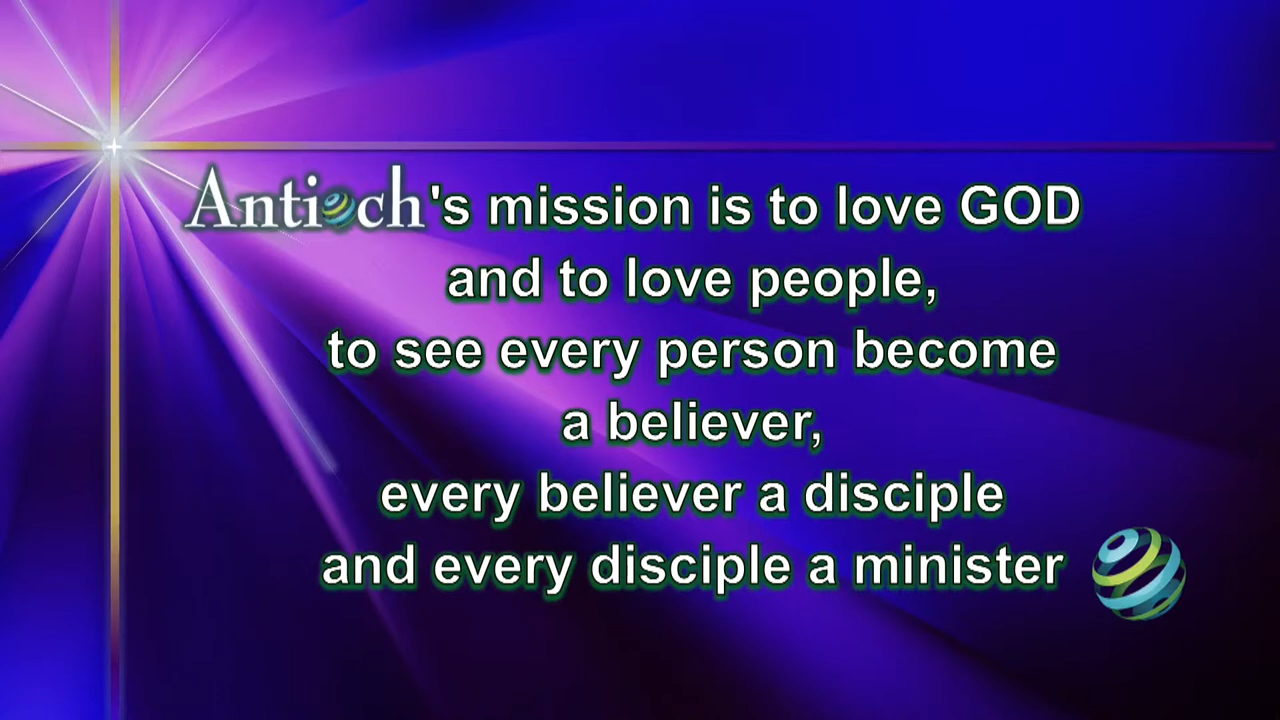 Antioch's mission is to love GOD
and to love people,
to see every person become
a believer,
every believer a disciple
and every disciple a minister